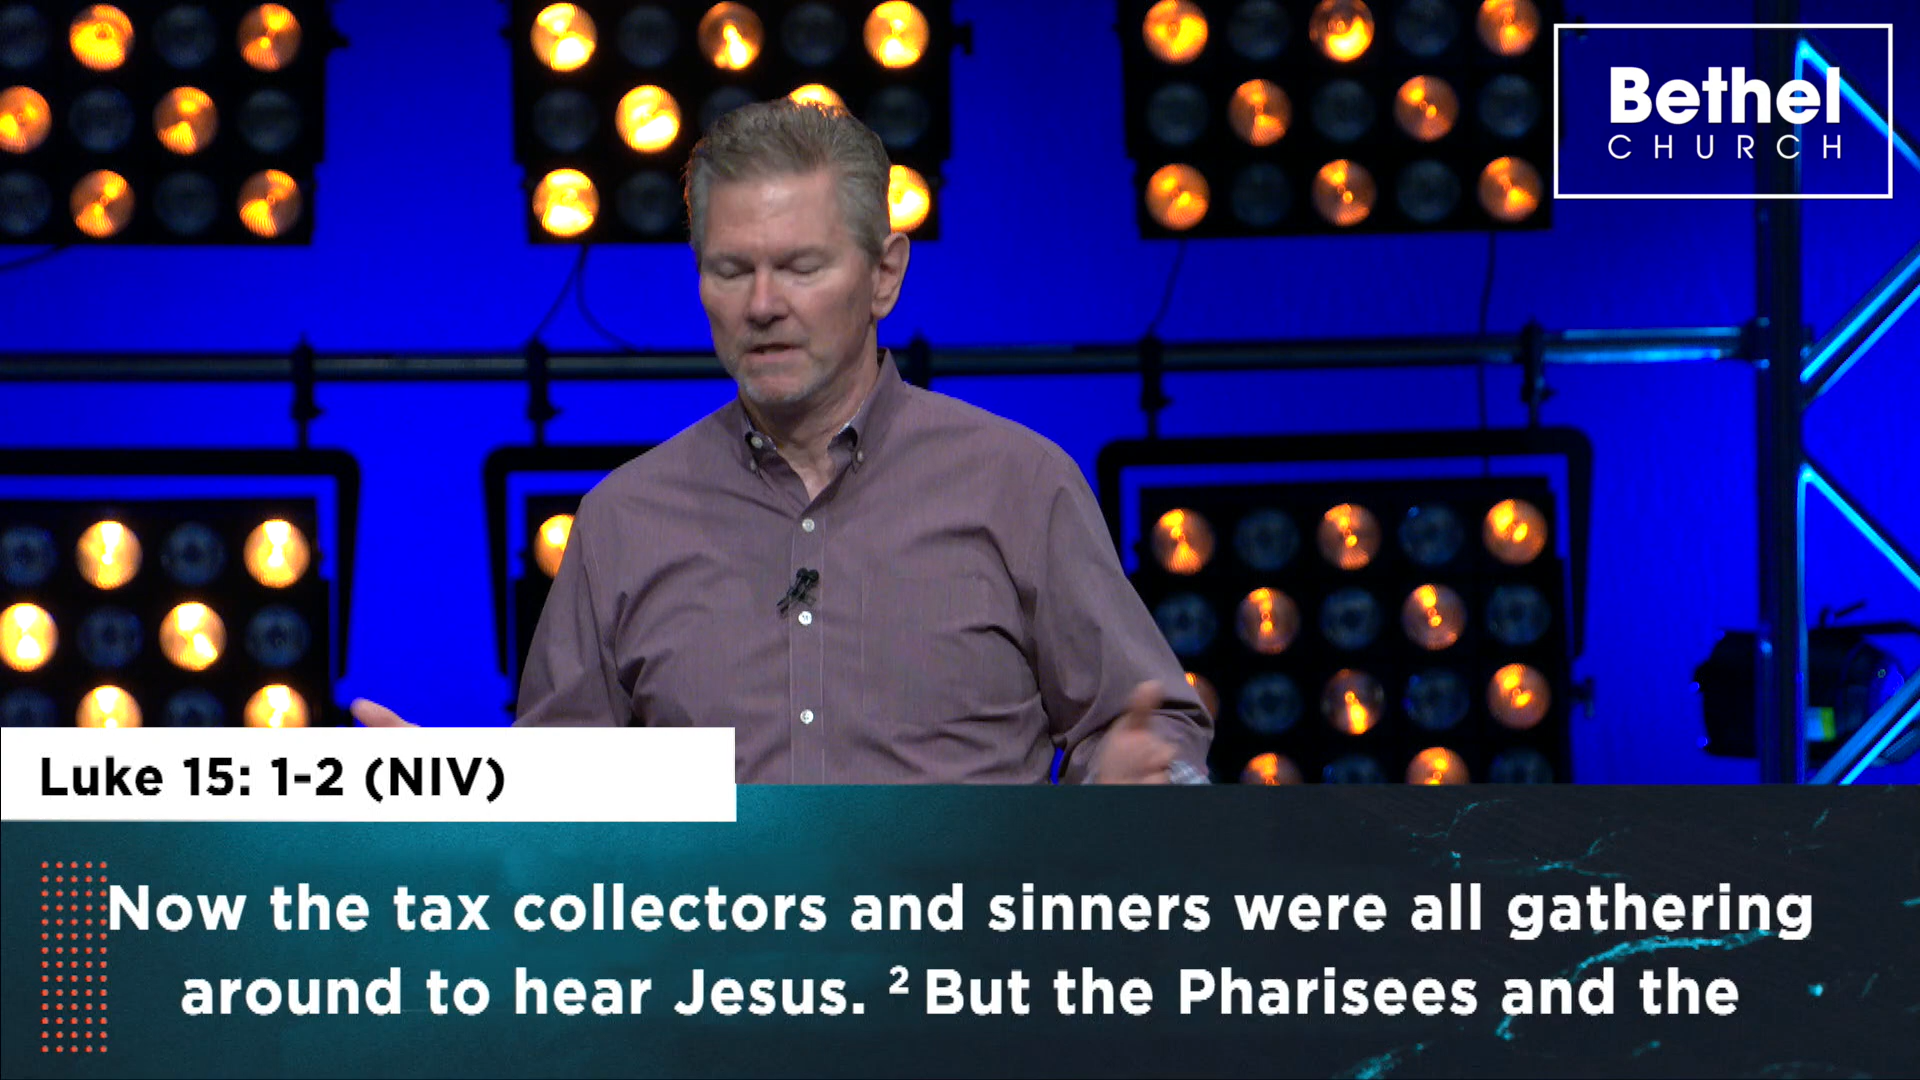 Bethel
CHURCH
Luke 15: 1-2 (NIV)
Now the tax collectors and sinners were all gathering
around to hear Jesus. ² But the Pharisees and the